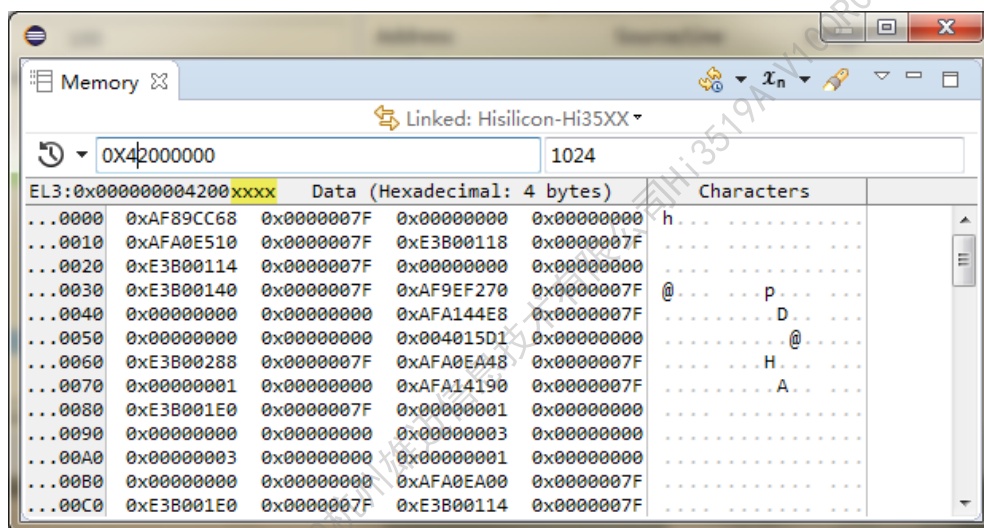 Memory
Linked: Hisilicon-Hi35XX
0X42000000 1024
EL3:0x000000004200xxxx Data (Hexadecimal: 4 bytes) Characters
...0000 0xAF89CC68 0x0000007F 0x00000000 0x00000000 h... .... .... ...
...0010 0xAFA0E510 0x0000007F 0xE3B00118 0x0000007F .... .... .... ...
...0020 0xE3B00114 0x0000007F 0x00000000 0x00000000 .... .... .... ...
...0030 0xE3B00140 0x0000007F 0xAF9EF270 0x0000007F @... ...p... ...
...0040 0x00000000 0x00000000 0xAFA144E8 0x0000007F .........D.. ...
...0050 0x00000000 0x00000000 0x004015D1 0x00000000 ..........@.....
...0060 0xE3B00288 0x0000007F 0xAFA0EA48 0x0000007F .... ...H... ...
...0070 0x00000001 0x00000000 0xAFA14190 0x0000007F .........A.. ...
...0080 0xE3B001E0 0x0000007F 0x00000001 0x00000000 .... ...........
...0090 0x00000000 0x00000000 0x00000003 0x00000000 ................
...00A0 0x00000003 0x00000000 0x00000001 0x00000000 ................
...00B0 0x00000000 0x00000000 0xAFA0EA00 0x0000007F ............ ...
...00C0 0xE3B001E0 0x0000007F 0xE3B00114 0x0000007F .... ....... ...